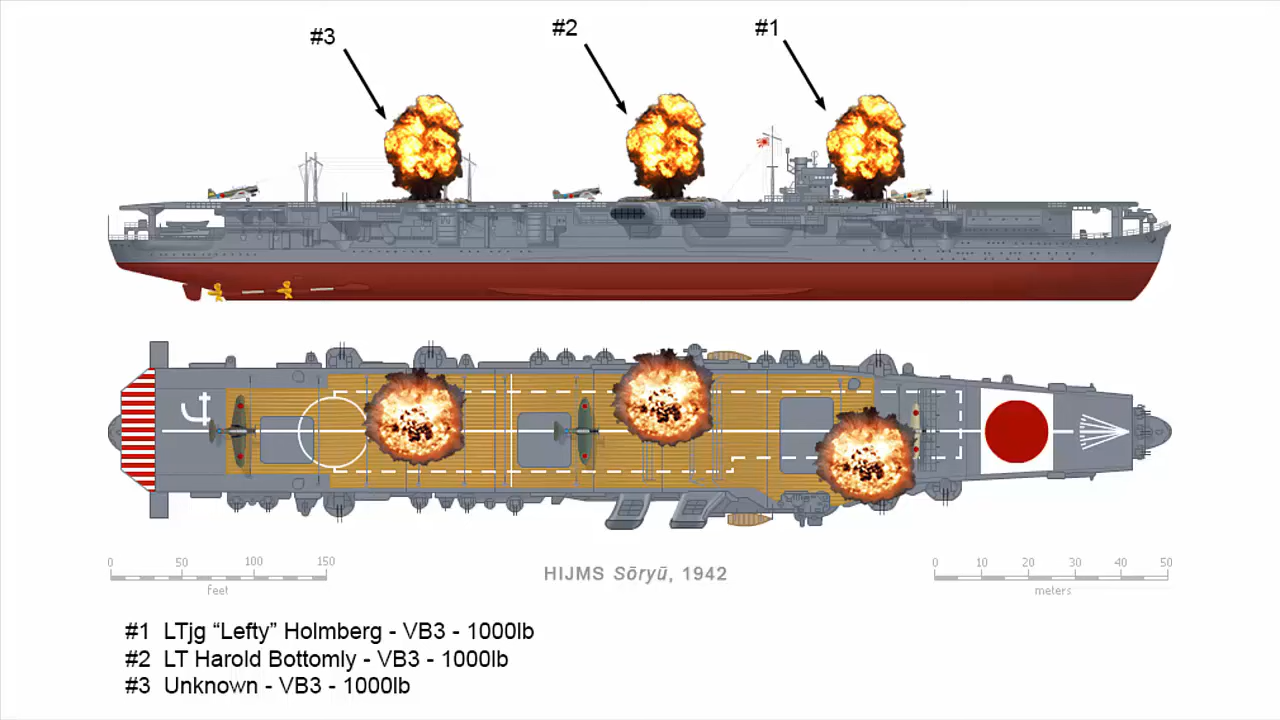 #3 #2 #1
サ
0 50 100 150
feet
HIJMS Sōryū, 1942
0 10 20 30 40 50
meters
#1 LTjg “Lefty” Holmberg - VB3 - 1000lb
#2 LT Harold Bottomly - VB3 - 1000lb
#3 Unknown - VB3 - 1000lb